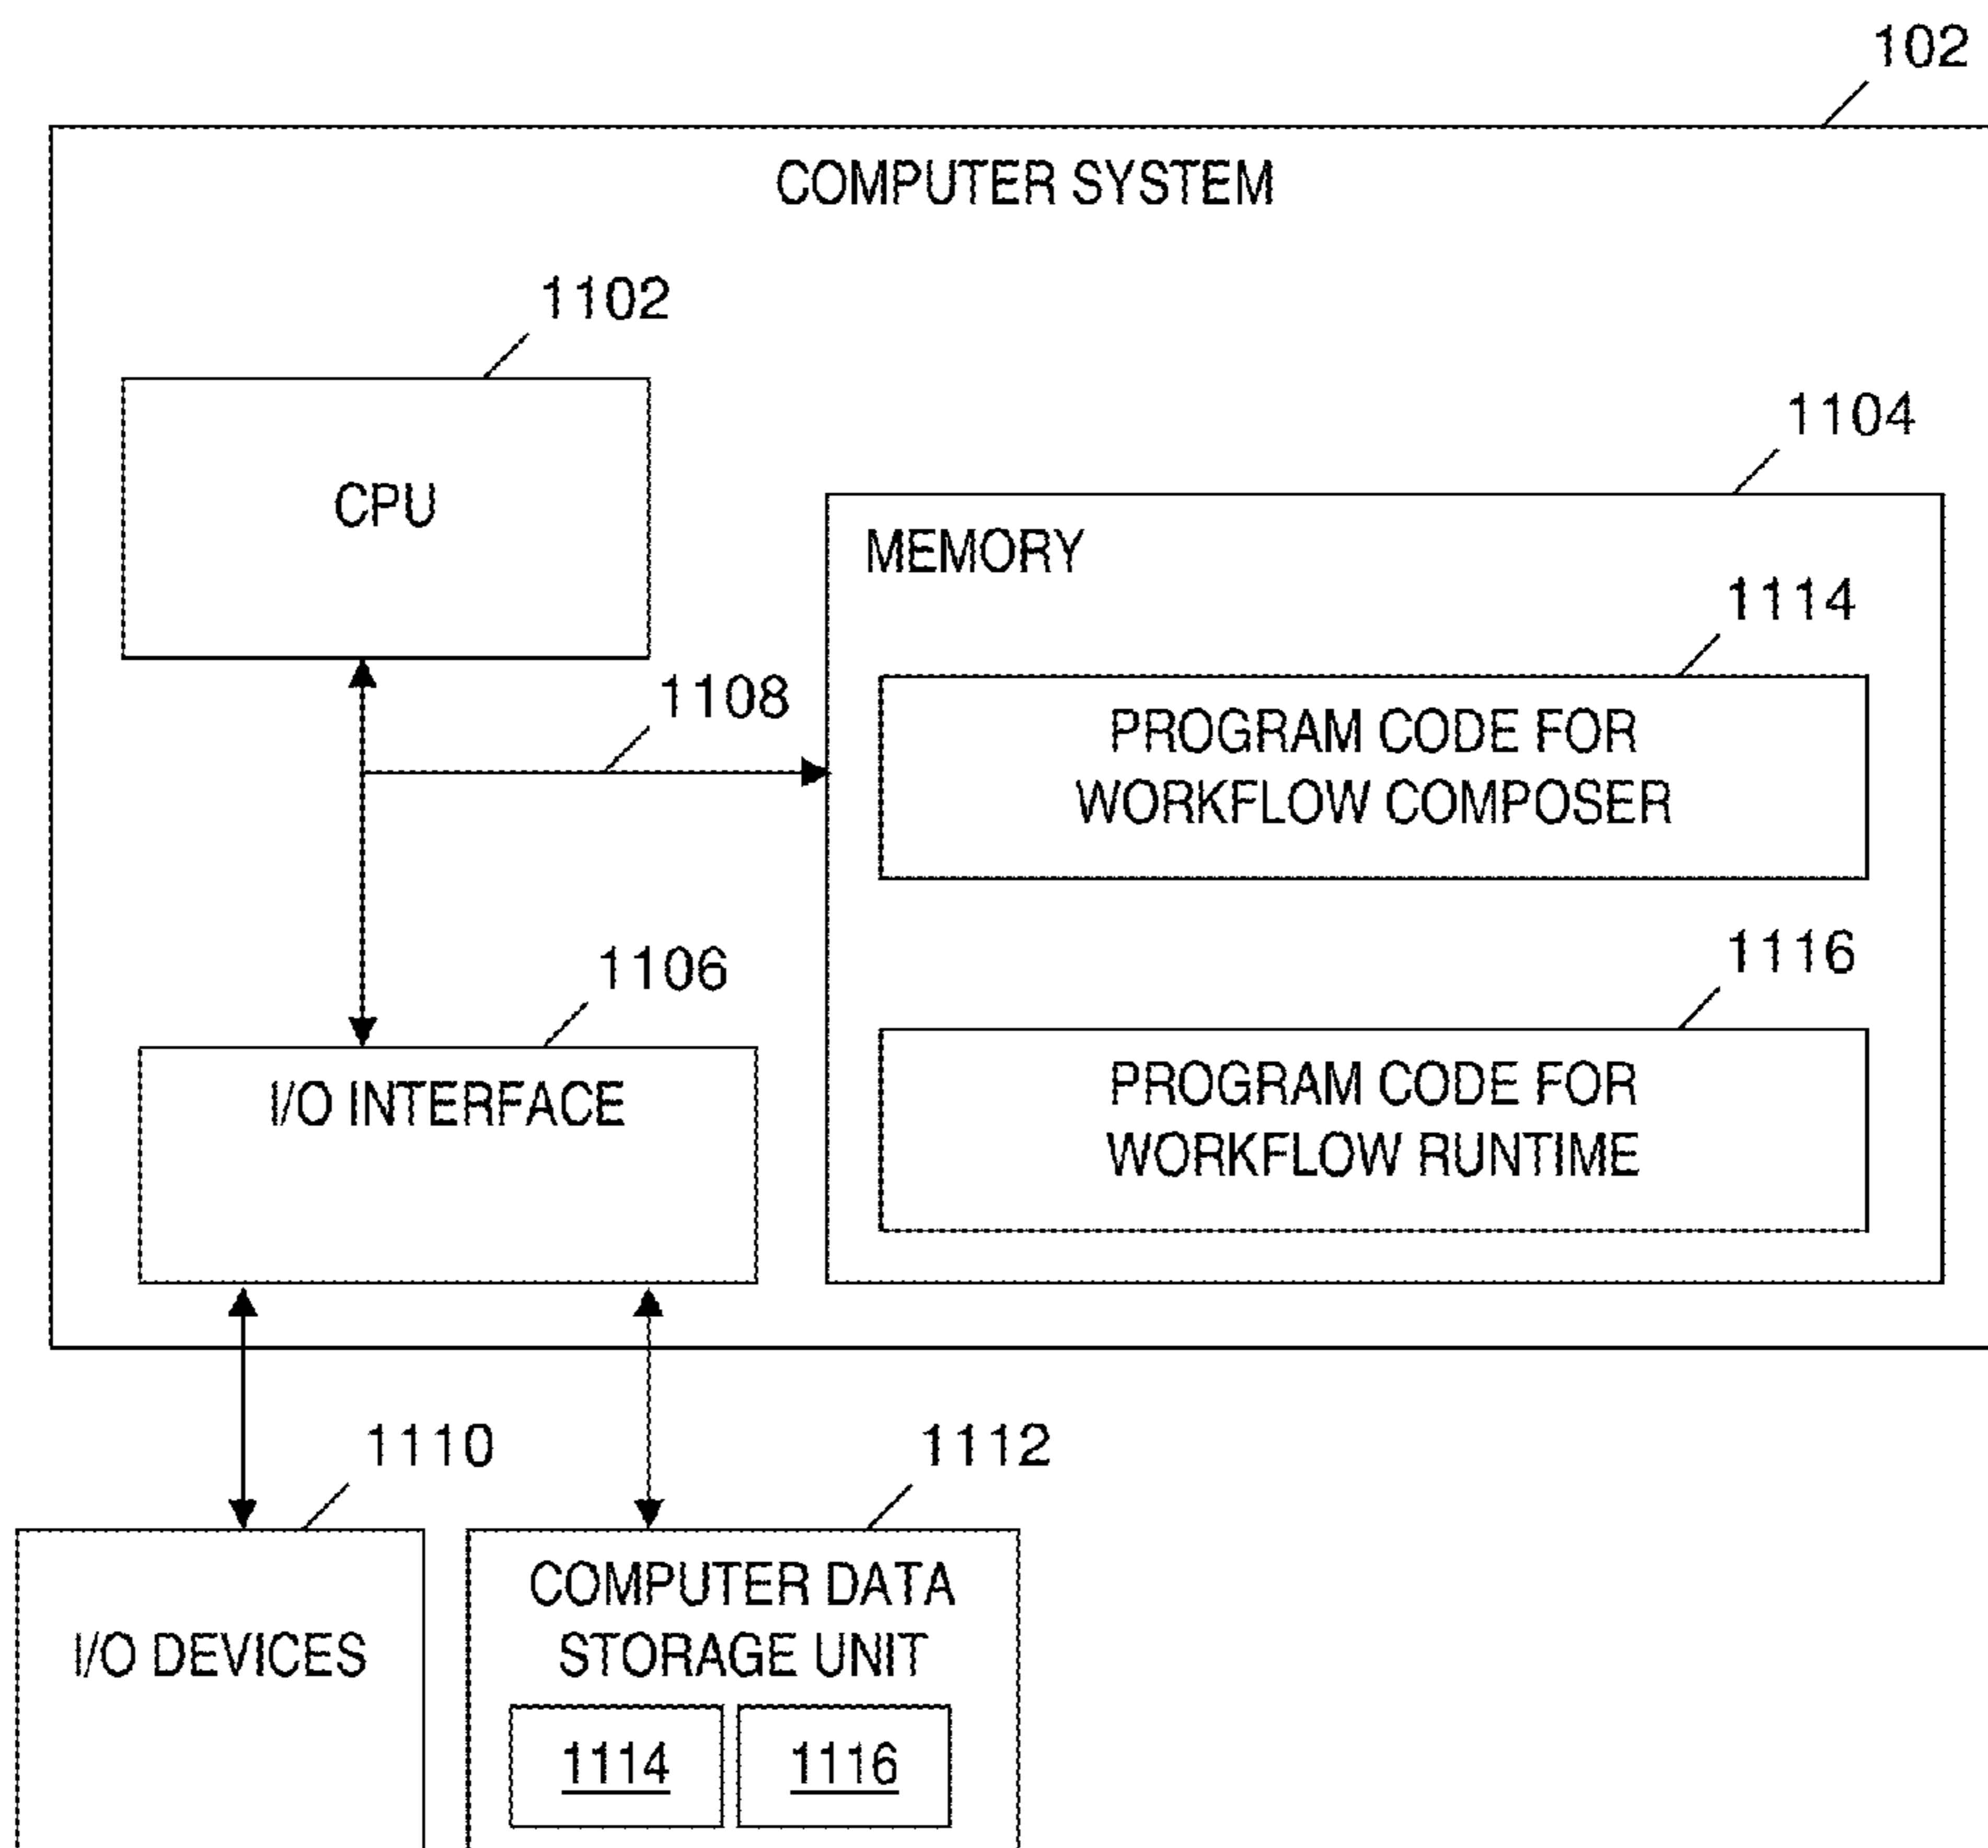 102
COMPUTER SYSTEM
1102
CPU
1104
MEMORY
1114
PROGRAM CODE FOR
WORKFLOW COMPOSER
1108
1106
I/O INTERFACE
1116
PROGRAM CODE FOR
WORKFLOW RUNTIME
1110
I/O DEVICES
1112
COMPUTER DATA
STORAGE UNIT
1114
1116